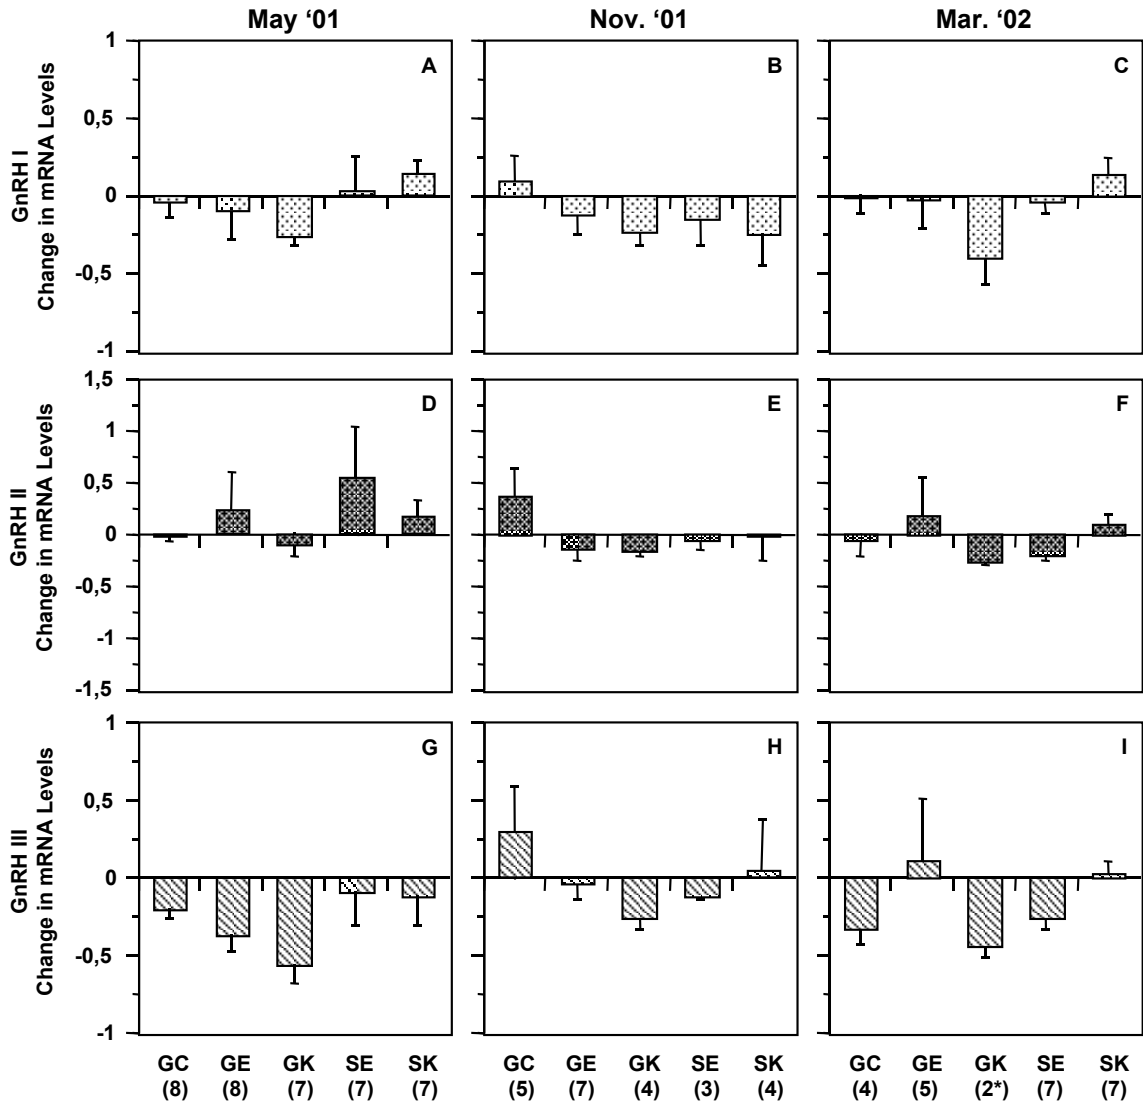 May ‘01 Nov. ‘01 Mar. ‘02
GnRH I
Change in mRNA Levels
1
0,5
0
-0,5
-1
A
B
C
GnRH II
Change in mRNA Levels
1,5
1
0,5
0
-0,5
-1
-1,5
D
E
F
GnRH III
Change in mRNA Levels
1
0,5
0
-0,5
-1
G
H
I
GC GE GK SE SK GC GE GK SE SK GC GE GK SE SK
(8) (8) (7) (7) (7) (5) (7) (4) (3) (4) (4) (5) (2*) (7) (7)